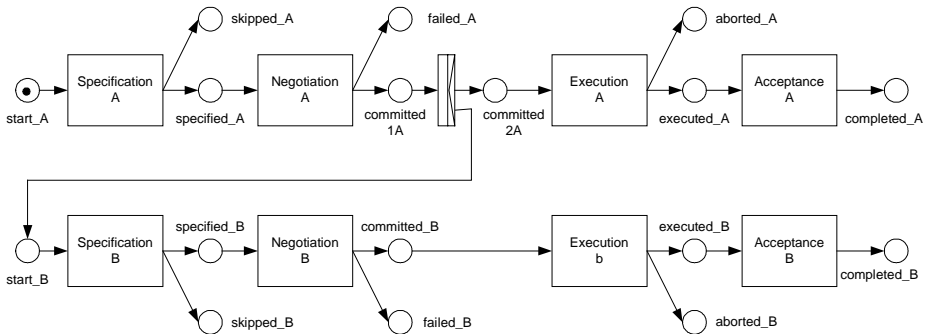 skipped_A
failed_A
aborted_A
Specification
A
Negotiation
A
Execution
A
Acceptance
A
start_A
specified_A
committed
1A
committed
2A
executed_A
completed_A
specified_B
committed_B
executed_B
Specification
B
Negotiation
B
Execution
b
Acceptance
B
start_B
completed_B
skipped_B
failed_B
aborted_B